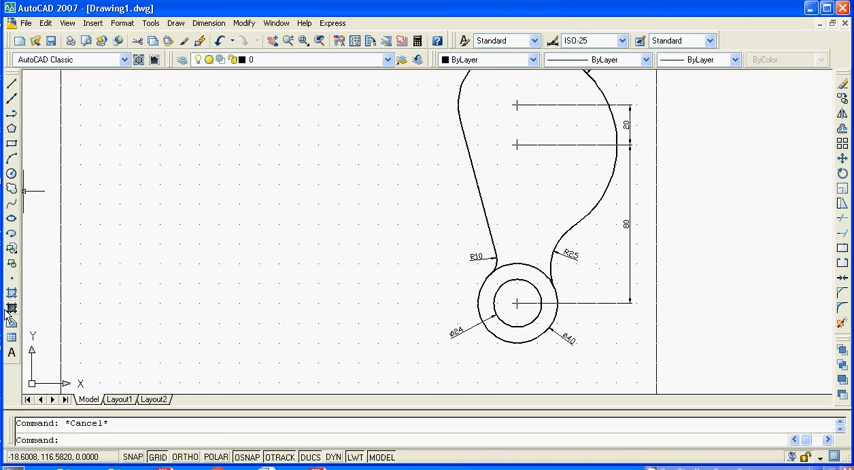 AutoCAD 2007 - [Drawing1.dwg]
File Edit View Insert Format Tools Draw Dimension Modify Window Help Express
Standard ISO-25 Standard
AutoCAD Classic 0 ByLayer ByLayer ByLayer ByColor
20
80
R10
R25
Ø24
Ø40
Y
X
A
Model Layout1 Layout2
Command: *Cancel*
Command:
-18.6008, 116.5820, 0.0000 SNAP GRID ORTHO POLAR OSNAP OTRACK DUCS DYN LWT MODEL